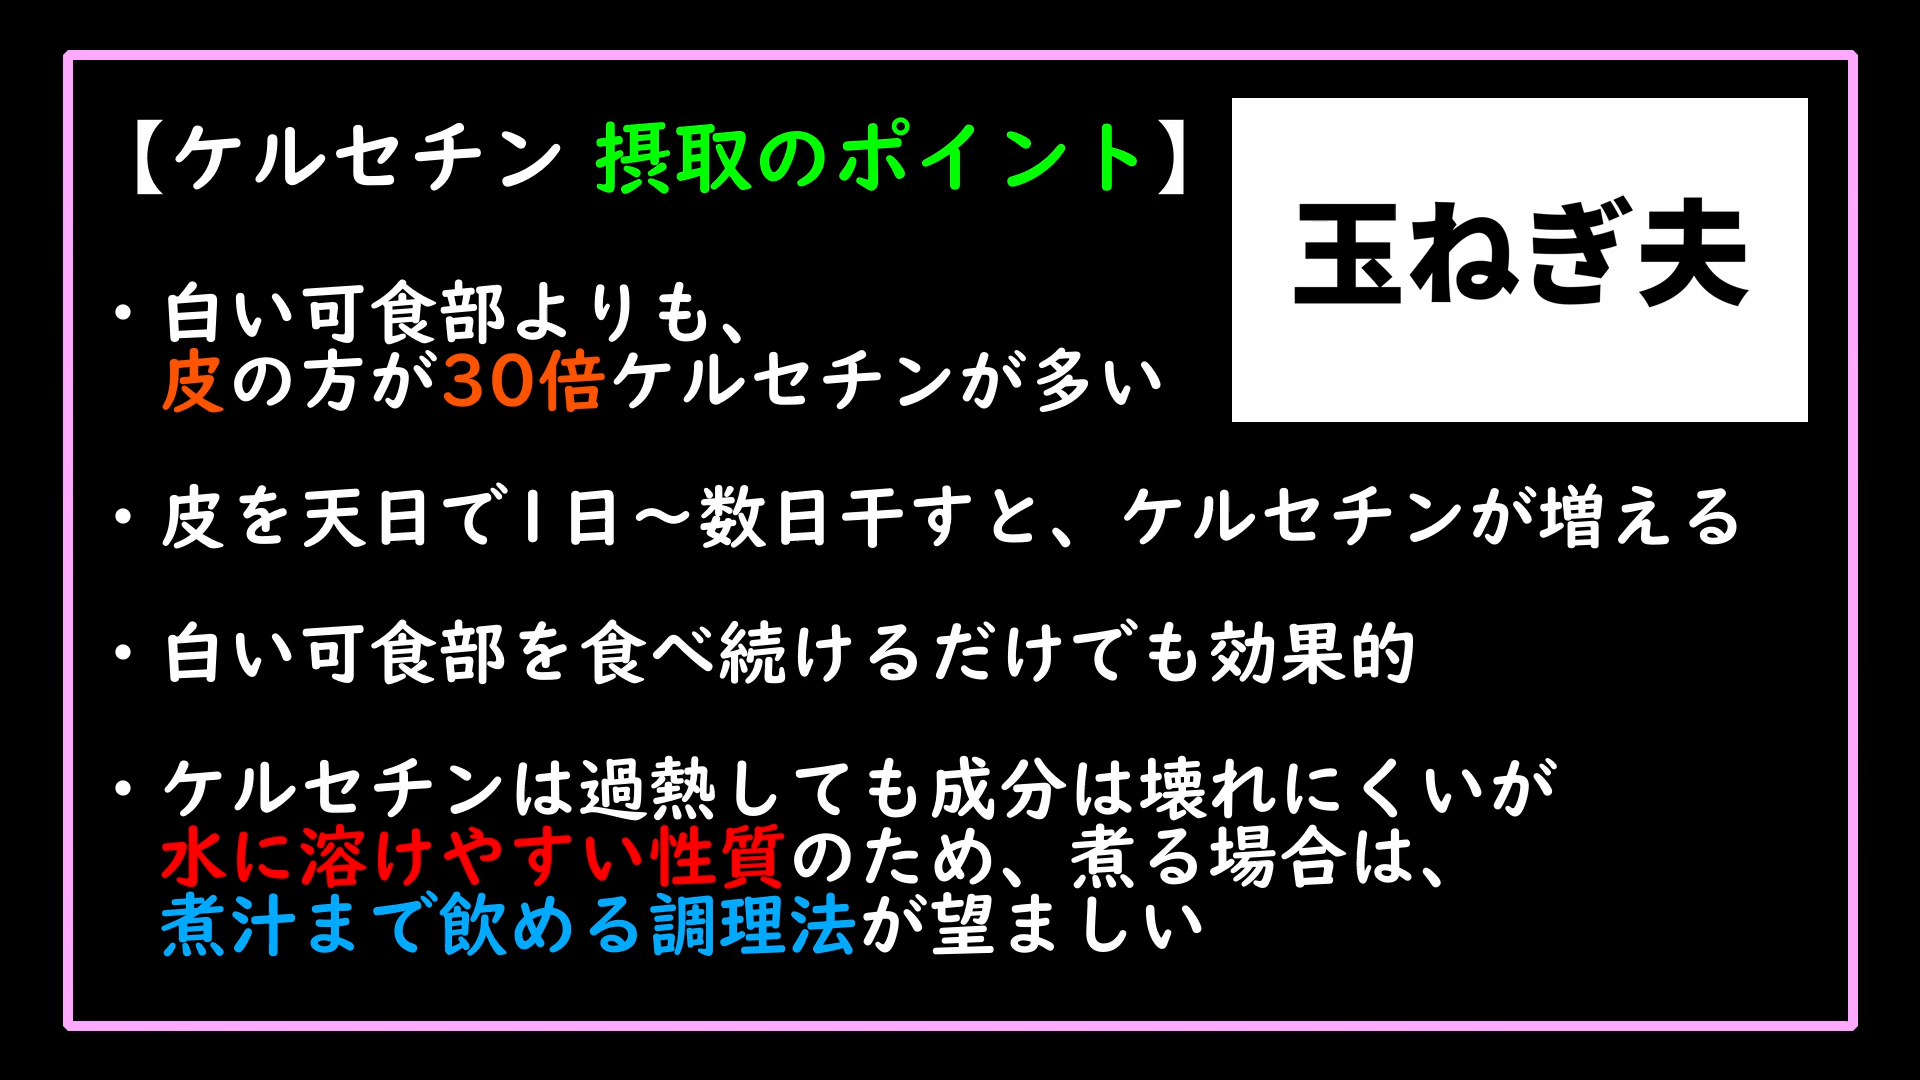 【ケルセチン 摂取のポイント】
玉ねぎ夫
・白い可食部よりも、
皮の方が30倍ケルセチンが多い
・皮を天日で1日～数日干すと、ケルセチンが増える
・白い可食部を食べ続けるだけでも効果的
・ケルセチンは過熱しても成分は壊れにくいが
水に溶けやすい性質のため、煮る場合は、
煮汁まで飲める調理法が望ましい